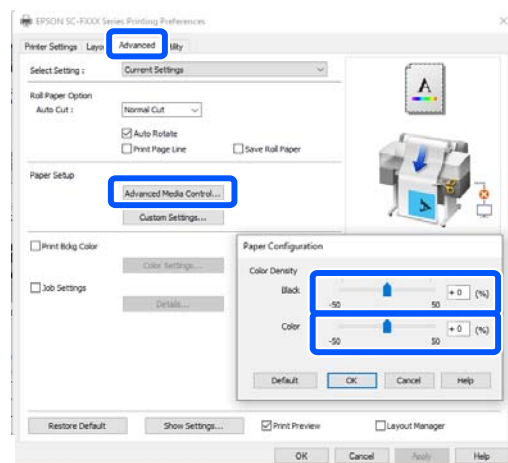 EPSON SC-FXXX Series Printing Preferences
Printer Settings Layo Advanced ility
Select Setting : Current Settings
Roll Paper Option
Auto Cut : Normal Cut
Auto Rotate
Print Page Line Save Roll Paper
Paper Setup
Advanced Media Control...
Custom Settings...
Print Bckg Color
Color Settings...
Job Settings
Details...
A
Paper Configuration
Color Density
Black -50 50 + 0 (%)
Color -50 50 + 0 (%)
Default OK Cancel Help
Restore Default Show Settings... Print Preview Layout Manager
OK Cancel Apply Help